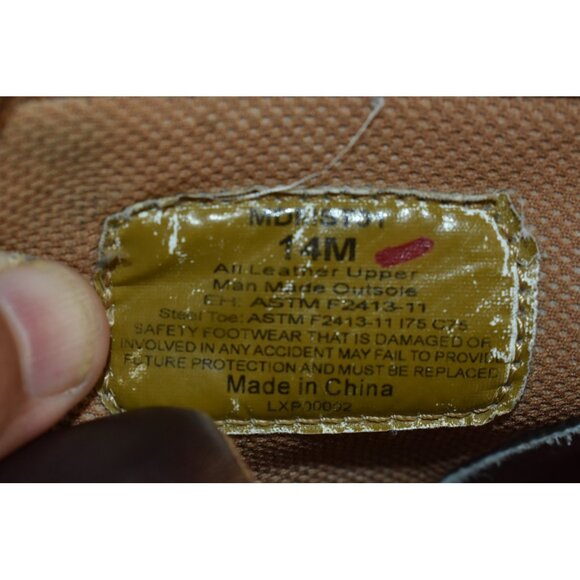 14M
All Leather Upper
Man Made Outsole
EH: ASTM F2413-11
Steel Toe: ASTM F2413-11 I75 C75
SAFETY FOOTWEAR THAT IS DAMAGED OR
INVOLVED IN ANY ACCIDENT MAY FAIL TO PROVIDE
FUTURE PROTECTION AND MUST BE REPLACED
Made in China